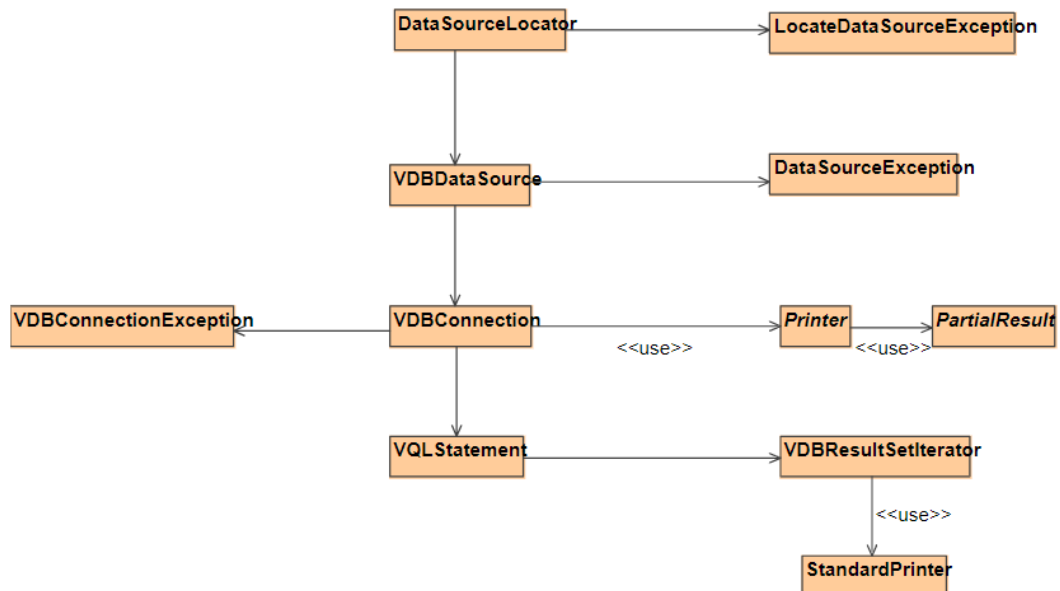 DataSourceLocator
LocateDataSourceException
VDBDataSource
DataSourceException
VDBConnectionException
VDBConnection
Printer
PartialResult
<<use>>
<<use>>
VQLStatement
VDBResultSetIterator
<<use>>
StandardPrinter